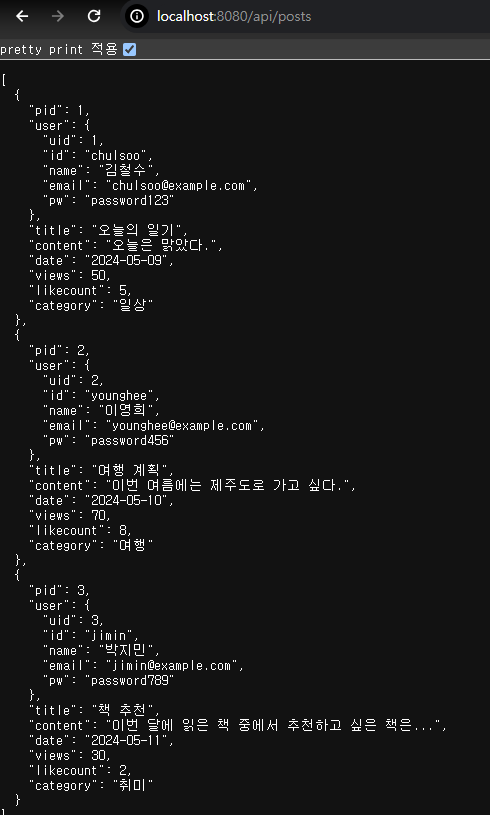 localhost:8080/api/posts
pretty print 적용
[
  {
    "pid": 1,
    "user": {
      "uid": 1,
      "id": "chulsoo",
      "name": "김철수",
      "email": "chulsoo@example.com",
      "pw": "password123"
    },
    "title": "오늘의 일기",
    "content": "오늘은 맑았다.",
    "date": "2024-05-09",
    "views": 50,
    "likecount": 5,
    "category": "일상"
  },
  {
    "pid": 2,
    "user": {
      "uid": 2,
      "id": "younghee",
      "name": "이영희",
      "email": "younghee@example.com",
      "pw": "password456"
    },
    "title": "여행 계획",
    "content": "이번 여름에는 제주도로 가고 싶다.",
    "date": "2024-05-10",
    "views": 70,
    "likecount": 8,
    "category": "여행"
  },
  {
    "pid": 3,
    "user": {
      "uid": 3,
      "id": "jimin",
      "name": "박지민",
      "email": "jimin@example.com",
      "pw": "password789"
    },
    "title": "책 추천",
    "content": "이번 달에 읽은 책 중에서 추천하고 싶은 책은...",
    "date": "2024-05-11",
    "views": 30,
    "likecount": 2,
    "category": "취미"
  }
]